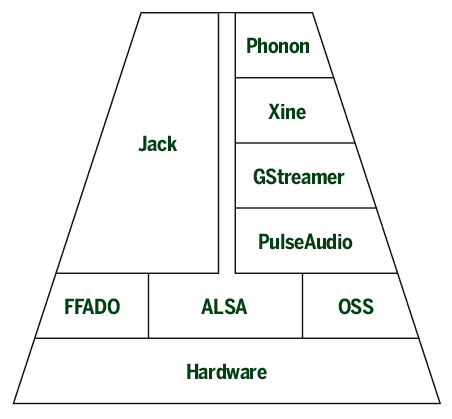 Phonon
Xine
Jack
GStreamer
PulseAudio
FFADO
ALSA
OSS
Hardware